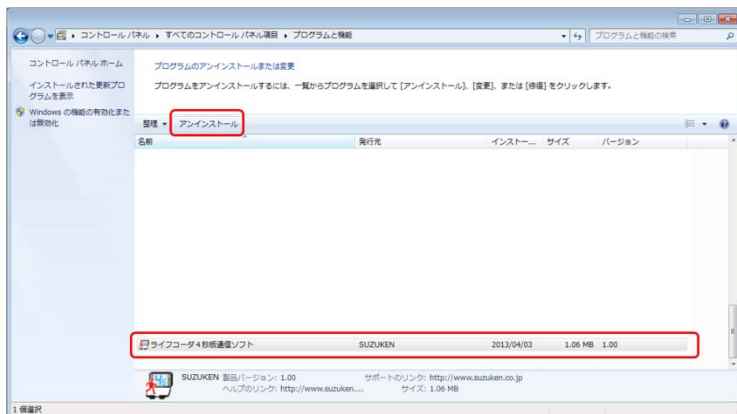 コントロール パネル ▸ すべてのコントロール パネル項目 ▸ プログラムと機能
プログラムと機能の検索
コントロール パネル ホーム
インストールされた更新プログラムを表示
Windows の機能の有効化または無効化
プログラムのアンインストールまたは変更
プログラムをアンインストールするには、一覧からプログラムを選択して [アンインストール]、[変更]、または [修復] をクリックします。
整理 ▾ アンインストール
名前 発行元 インストー... サイズ バージョン
ライフコーダ4秒版通信ソフト SUZUKEN 2013/04/03 1.06 MB 1.00
SUZUKEN 製品バージョン: 1.00 サポートのリンク: http://www.suzuken.co.jp
ヘルプのリンク: http://www.suzuken.... サイズ: 1.06 MB
1 個選択